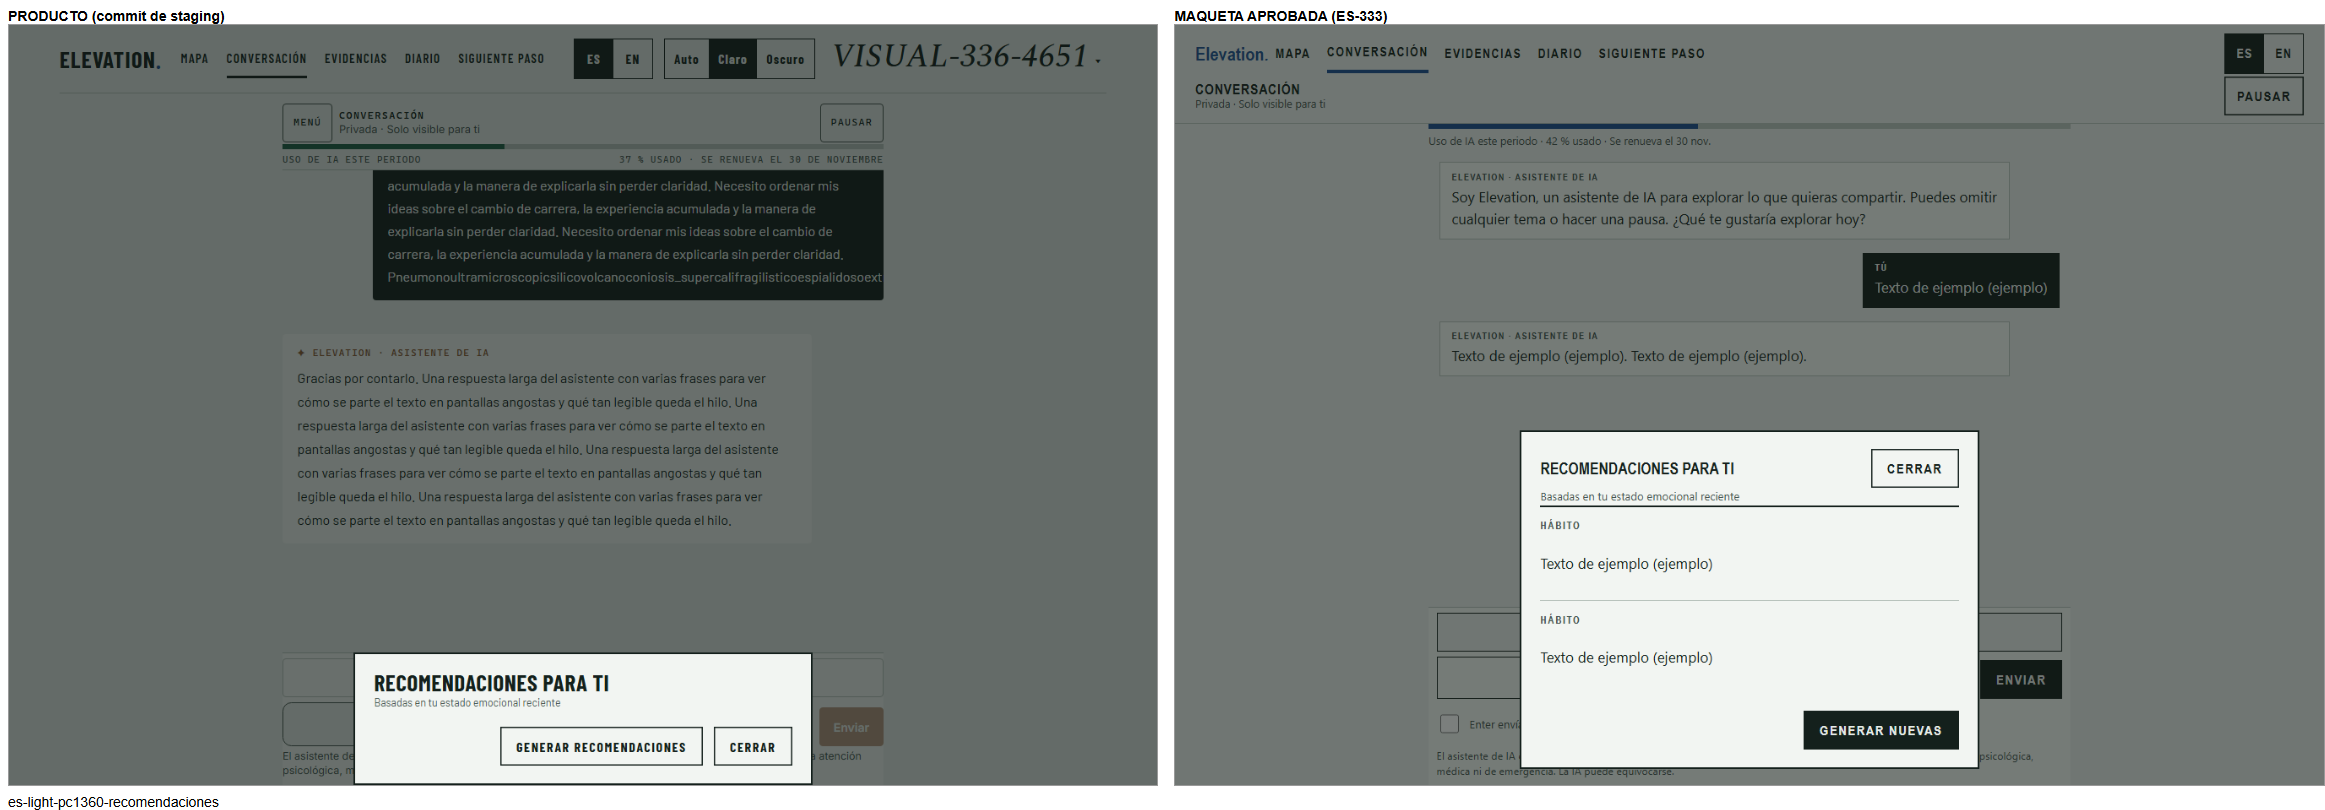 PRODUCTO (commit de staging)
ELEVATION. MAPA CONVERSACIÓN EVIDENCIAS DIARIO SIGUIENTE PASO ES EN Auto Claro Oscuro VISUAL-336-4651
MENÚ
CONVERSACIÓN
Privada · Solo visible para ti
PAUSAR
USO DE IA ESTE PERIODO 37 % USADO · SE RENUEVA EL 30 DE NOVIEMBRE
acumulada y la manera de explicarla sin perder claridad. Necesito ordenar mis
ideas sobre el cambio de carrera, la experiencia acumulada y la manera de
explicarla sin perder claridad. Necesito ordenar mis ideas sobre el cambio de
carrera, la experiencia acumulada y la manera de explicarla sin perder claridad.
Pneumonoultramicroscopicsilicovolcanoconiosis_supercalifragilisticoespialidosoext
✦ ELEVATION · ASISTENTE DE IA
Gracias por contarlo. Una respuesta larga del asistente con varias frases para ver
cómo se parte el texto en pantallas angostas y qué tan legible queda el hilo. Una
respuesta larga del asistente con varias frases para ver cómo se parte el texto en
pantallas angostas y qué tan legible queda el hilo. Una respuesta larga del asistente
con varias frases para ver cómo se parte el texto en pantallas angostas y qué tan
legible queda el hilo. Una respuesta larga del asistente con varias frases para ver
cómo se parte el texto en pantallas angostas y qué tan legible queda el hilo.
RECOMENDACIONES PARA TI
Basadas en tu estado emocional reciente
GENERAR RECOMENDACIONES CERRAR
Enviar
El asistente de
a atención
psicológica, m
es-light-pc1360-recomendaciones
MAQUETA APROBADA (ES-333)
Elevation. MAPA CONVERSACIÓN EVIDENCIAS DIARIO SIGUIENTE PASO ES EN
CONVERSACIÓN
Privada · Solo visible para ti
PAUSAR
Uso de IA este periodo · 42 % usado · Se renueva el 30 nov.
ELEVATION · ASISTENTE DE IA
Soy Elevation, un asistente de IA para explorar lo que quieras compartir. Puedes omitir
cualquier tema o hacer una pausa. ¿Qué te gustaría explorar hoy?
TÚ
Texto de ejemplo (ejemplo)
ELEVATION · ASISTENTE DE IA
Texto de ejemplo (ejemplo). Texto de ejemplo (ejemplo).
RECOMENDACIONES PARA TI
CERRAR
Basadas en tu estado emocional reciente
HÁBITO
Texto de ejemplo (ejemplo)
HÁBITO
Texto de ejemplo (ejemplo)
GENERAR NUEVAS
ENVIAR
Enter enví
El asistente de IA
psicológica,
médica ni de emergencia. La IA puede equivocarse.